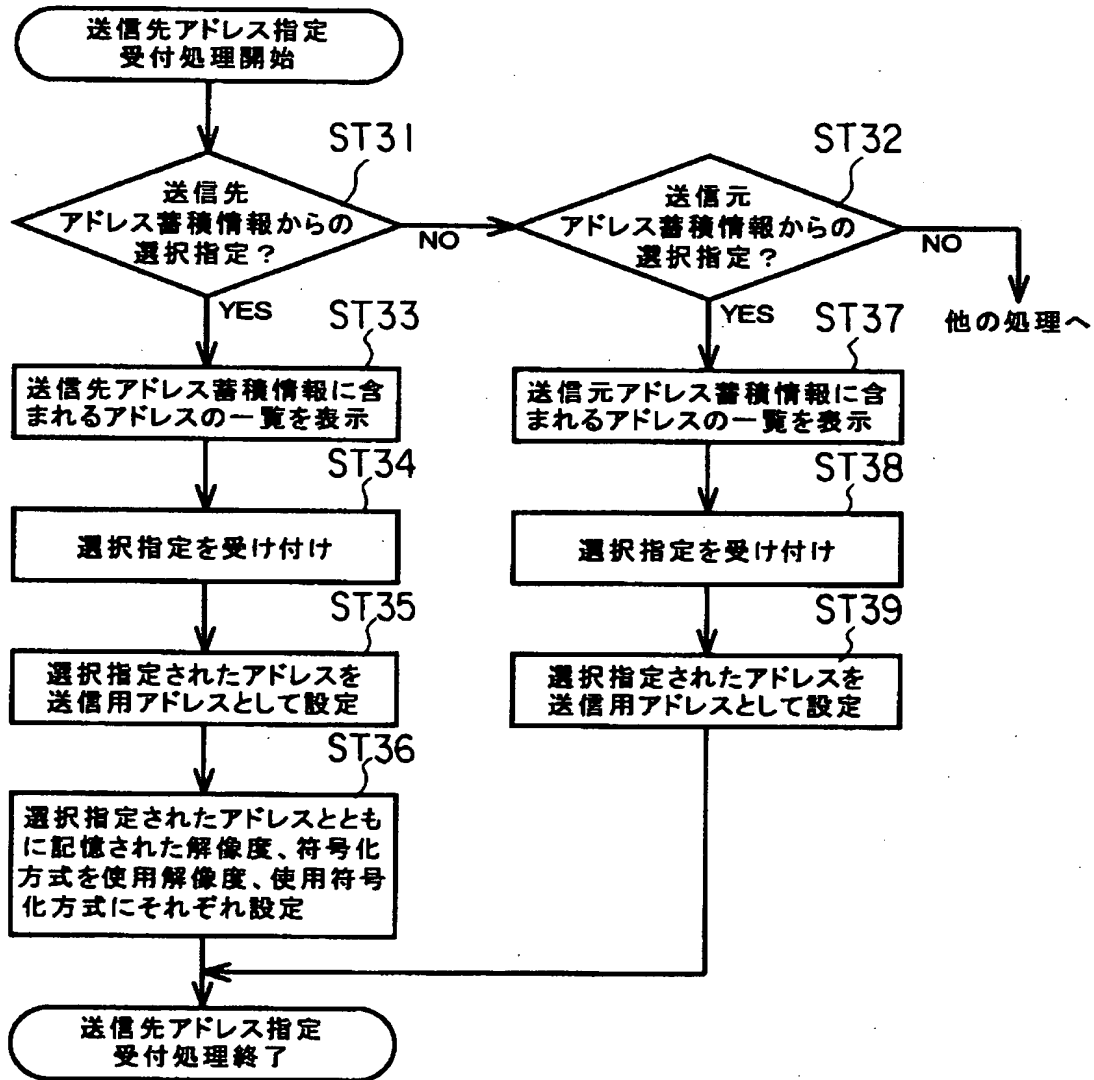 送信先アドレス指定
受付処理開始
ST31
送信先
アドレス蓄積情報からの
選択指定？
NO
YES
ST32
送信元
アドレス蓄積情報からの
選択指定？
NO
YES
他の処理へ
ST33
送信先アドレス蓄積情報に含
まれるアドレスの一覧を表示
ST34
選択指定を受け付け
ST35
選択指定されたアドレスを
送信用アドレスとして設定
ST36
選択指定されたアドレスととも
に記憶された解像度、符号化
方式を使用解像度、使用符号
化方式にそれぞれ設定
ST37
送信元アドレス蓄積情報に含
まれるアドレスの一覧を表示
ST38
選択指定を受け付け
ST39
選択指定されたアドレスを
送信用アドレスとして設定
送信先アドレス指定
受付処理終了